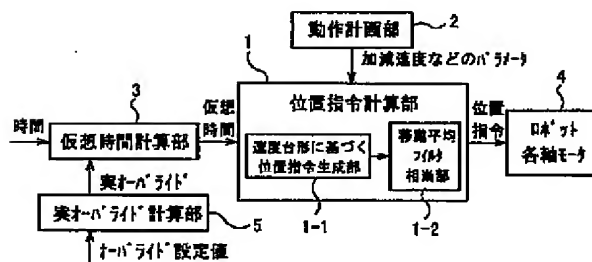 動作計画部
2
1
加減速度などのパラメータ
3
仮想
時間
位置指令計算部
位置
指令
4
時間
仮想時間計算部
速度台形に基づく
位置指令生成部
移動平均
フィルタ
相当部
ロボット
各軸モータ
実オーバライド
1-1
1-2
実オーバライド計算部
5
オーバライド設定値